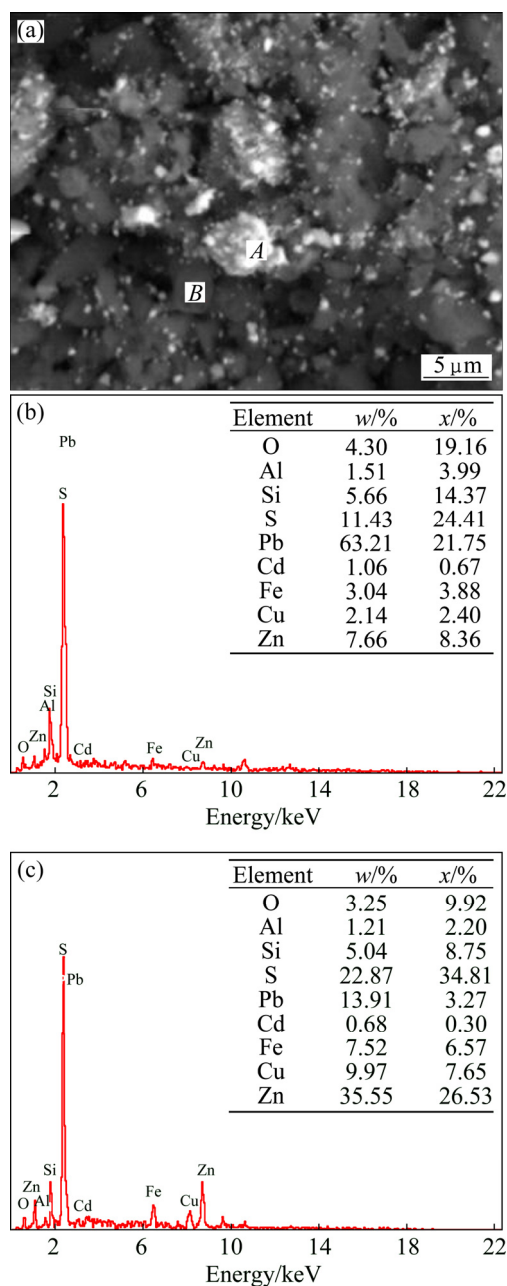 (a)
A
B
5 μm
(b)
Element w/% x/%
O 4.30 19.16
Al 1.51 3.99
Si 5.66 14.37
S 11.43 24.41
Pb 63.21 21.75
Cd 1.06 0.67
Fe 3.04 3.88
Cu 2.14 2.40
Zn 7.66 8.36
Pb
S
Si
Al
O
Zn
Cd
Fe
Cu
Zn
2 6 10 14 18 22
Energy/keV
(c)
Element w/% x/%
O 3.25 9.92
Al 1.21 2.20
Si 5.04 8.75
S 22.87 34.81
Pb 13.91 3.27
Cd 0.68 0.30
Fe 7.52 6.57
Cu 9.97 7.65
Zn 35.55 26.53
S
Pb
Si
Zn
Al
O
Cd
Fe
Cu
Zn
2 6 10 14 18 22
Energy/keV